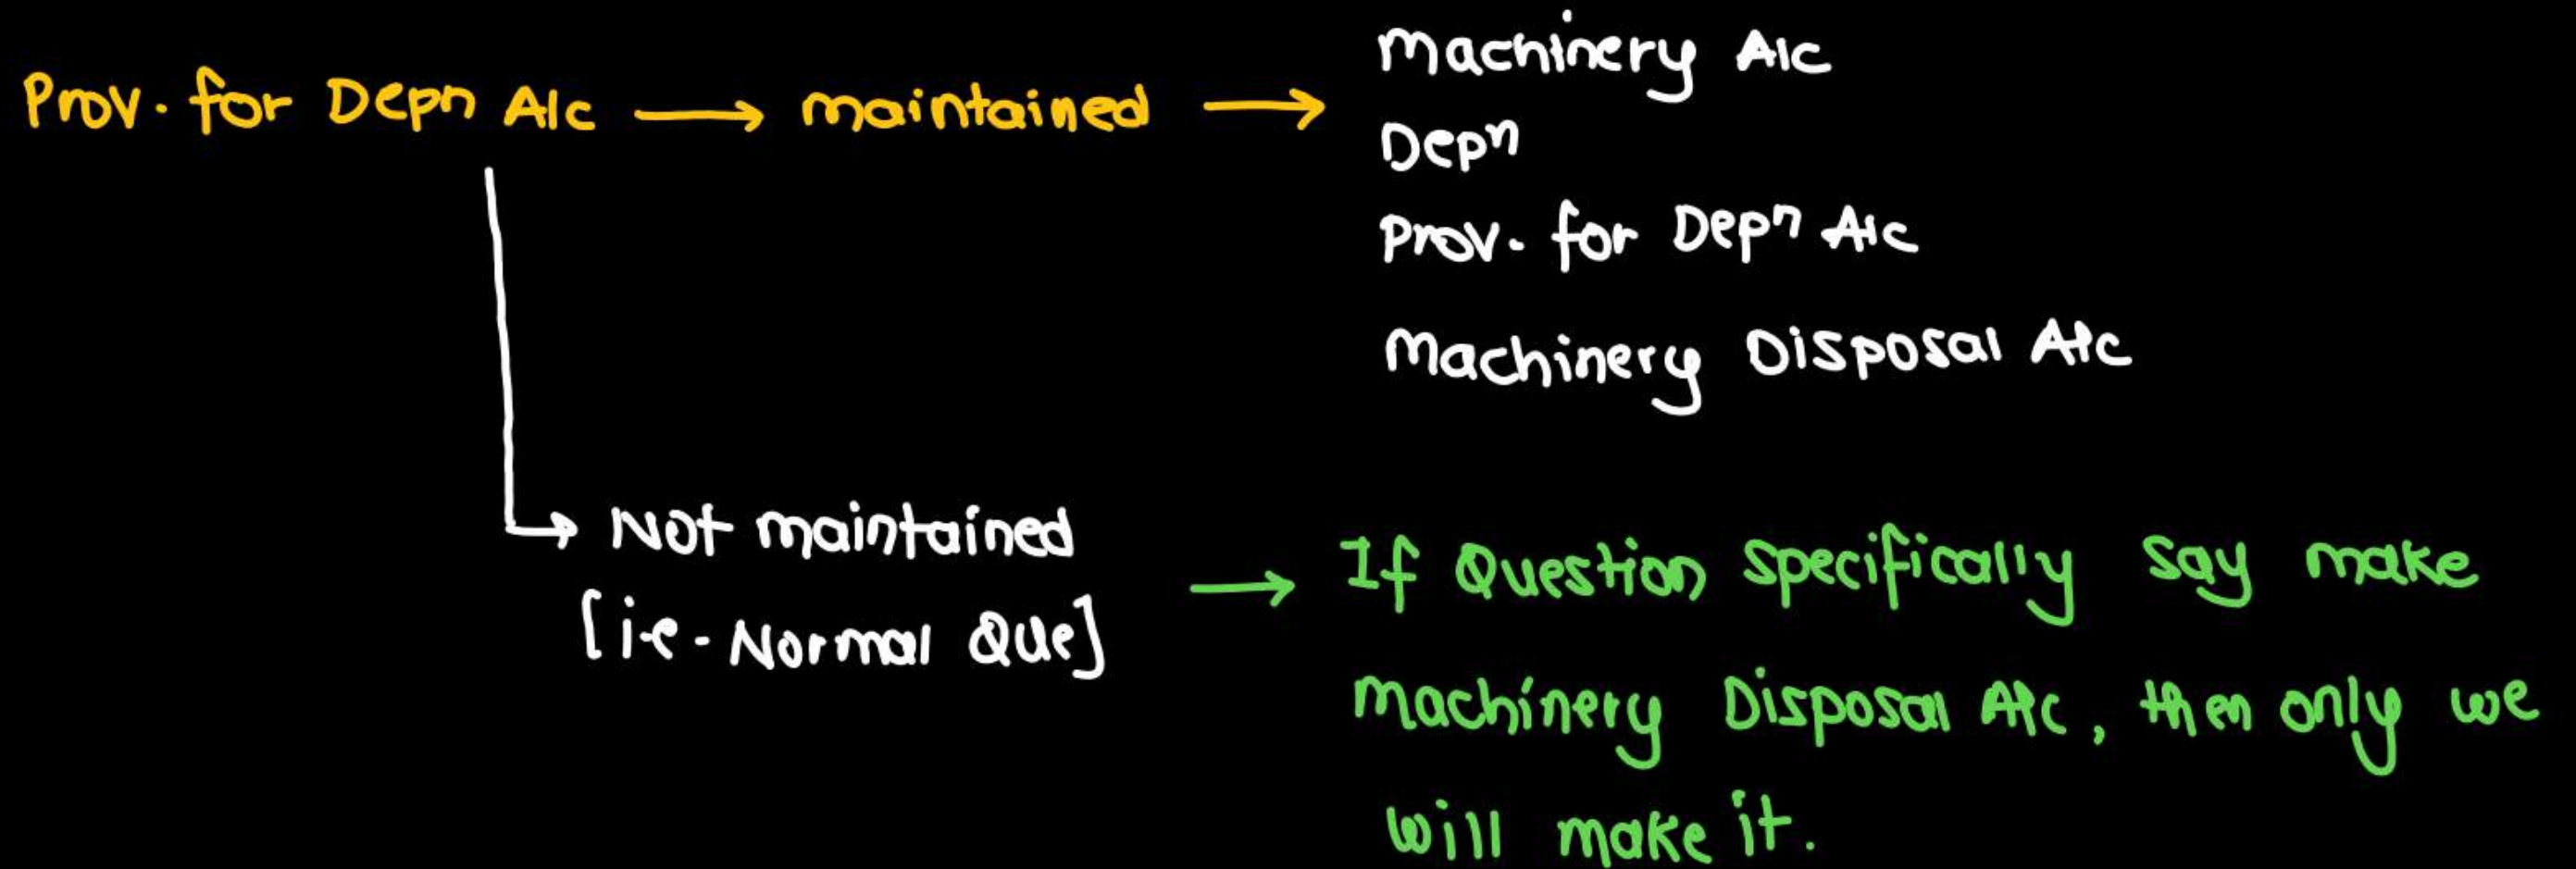 Prov. for Depn A/c → maintained →
Machinery A/c
Depn
Prov. for Depn A/c
Machinery Disposal A/c
→ Not maintained
[i.e - Normal Que]
→ If Question Specifically Say make
Machinery Disposal A/c, then only we
will make it.